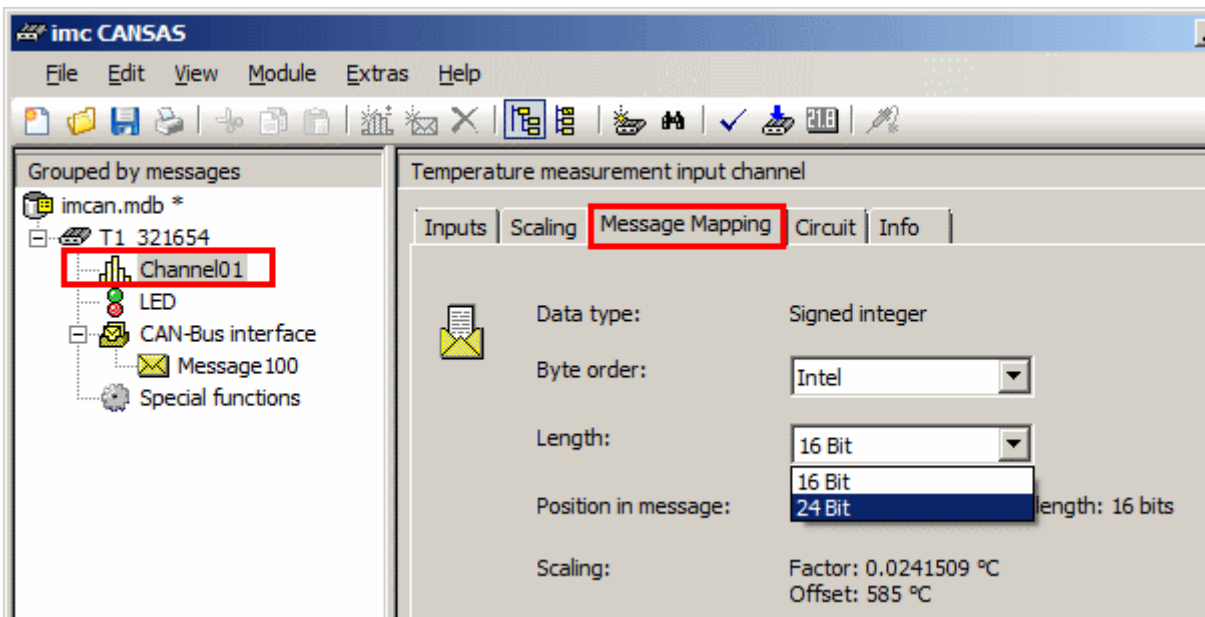 imc CANSAS
File Edit View Module Extras Help
Grouped by messages
imcan.mdb *
T1_321654
Channel01
LED
CAN-Bus interface
Message100
Special functions
Temperature measurement input channel
Inputs Scaling Message Mapping Circuit Info
Data type: Signed integer
Byte order: Intel
Length: 16 Bit
16 Bit
24 Bit
Position in message: length: 16 bits
Scaling: Factor: 0.0241509 °C
Offset: 585 °C